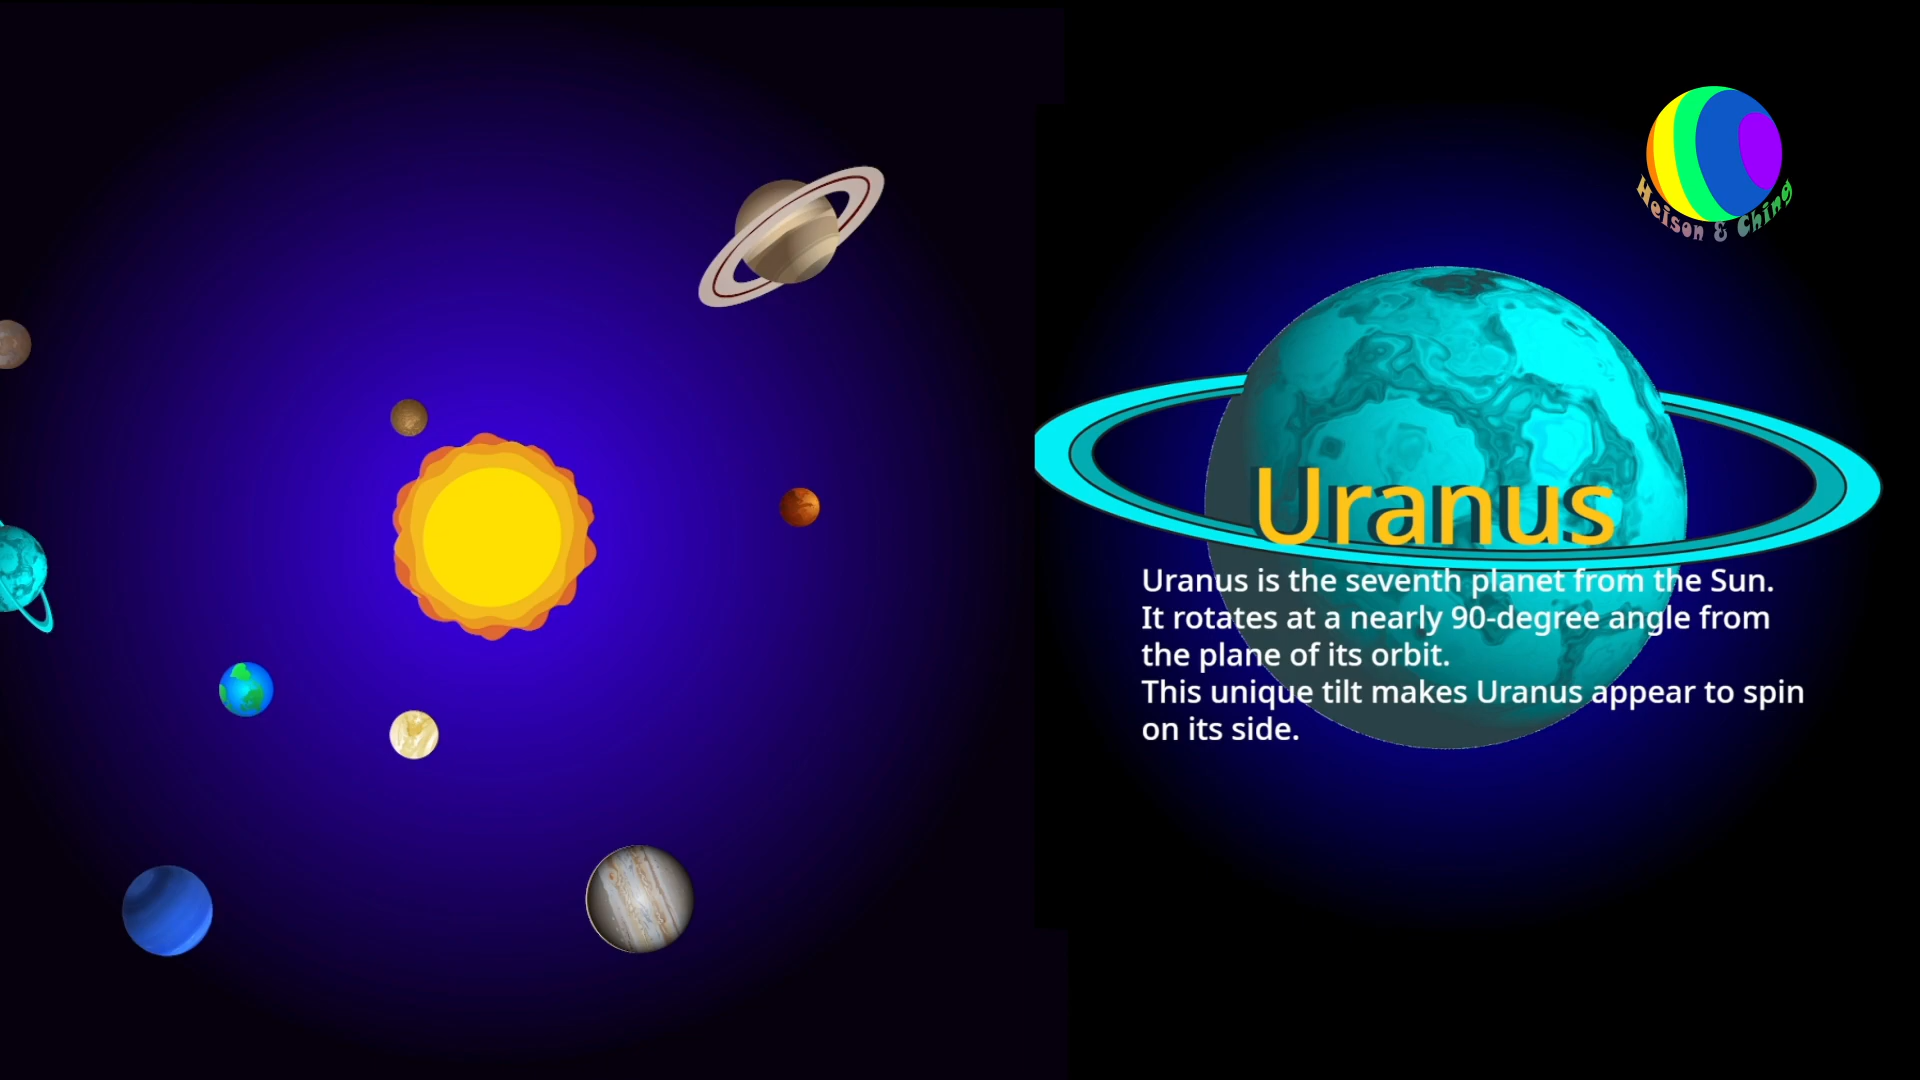 Heison & Ching
Uranus
Uranus is the seventh planet from the Sun.
It rotates at a nearly 90-degree angle from
the plane of its orbit.
This unique tilt makes Uranus appear to spin
on its side.